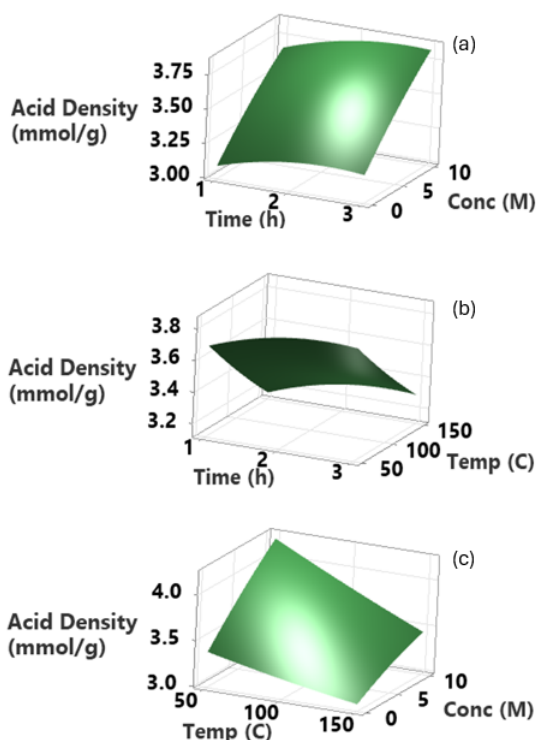 (a)
3.75
Acid Density
3.50
(mmol/g)
3.25
3.00
10
1
5
2
Conc (M)
Time (h)
3
0
(b)
3.8
3.6
Acid Density
(mmol/g)
3.4
3.2
150
1
100
2
Temp (C)
50
Time (h)
3
(c)
4.0
Acid Density
3.5
(mmol/g)
3.0
10
50
5
100
Conc (M)
0
Temp (C)
150